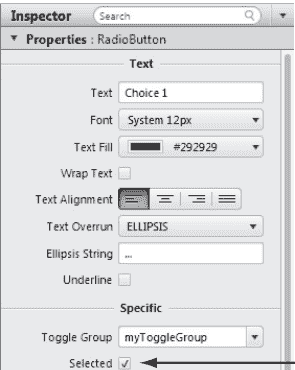 Inspector Search
Properties : RadioButton
Text
Text Choice 1
Font System 12px
Text Fill #292929
Wrap Text
Text Alignment
Text Overrun ELLIPSIS
Ellipsis String ...
Underline
Specific
Toggle Group myToggleGroup
Selected